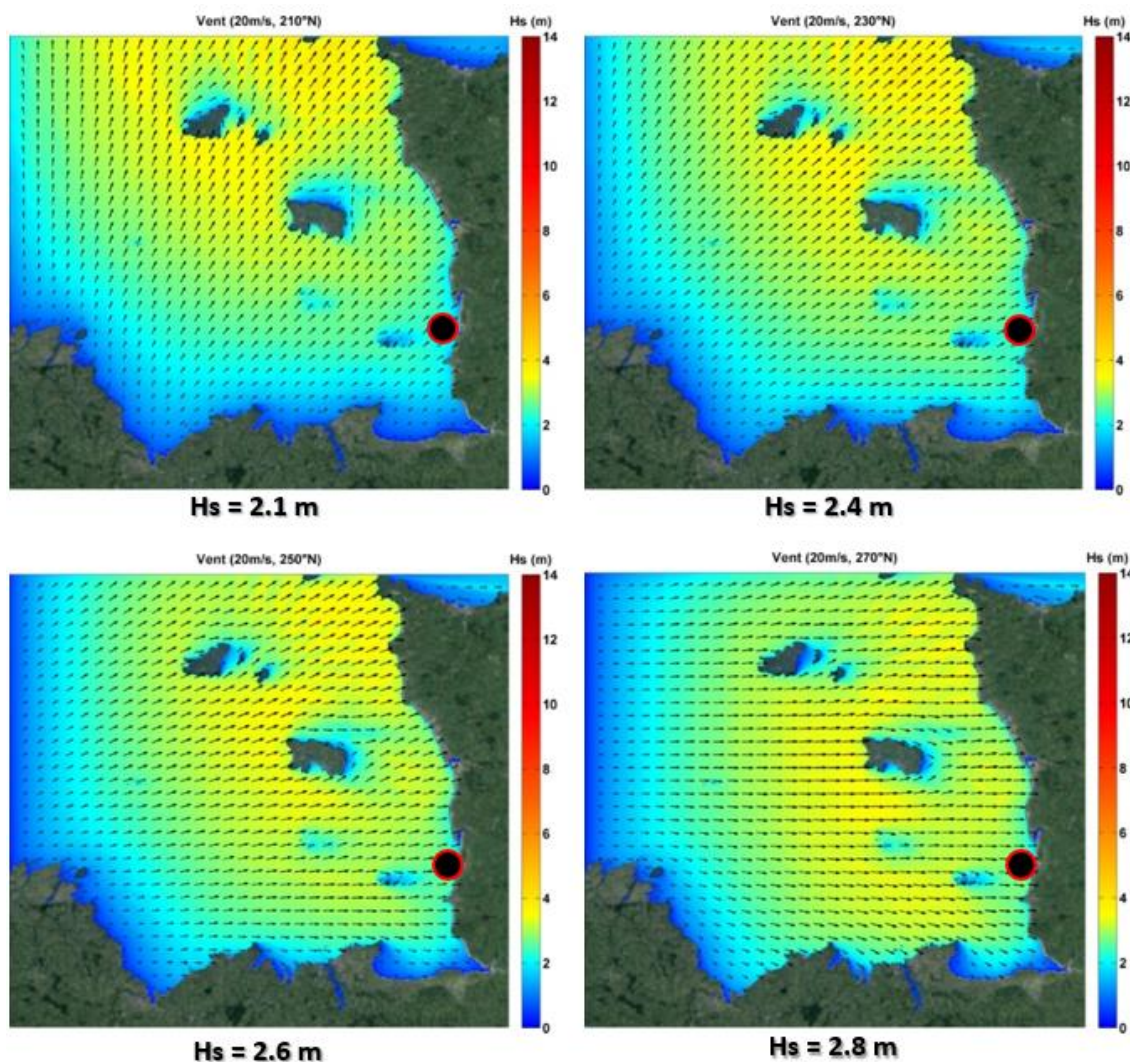 Vent (20m/s, 210°N)
Hs (m)
14
12
10
8
6
4
2
0
Hs = 2.1 m
Vent (20m/s, 230°N)
Hs (m)
14
12
10
8
6
4
2
0
Hs = 2.4 m
Vent (20m/s, 250°N)
Hs (m)
14
12
10
8
6
4
2
0
Hs = 2.6 m
Vent (20m/s, 270°N)
Hs (m)
14
12
10
8
6
4
2
0
Hs = 2.8 m